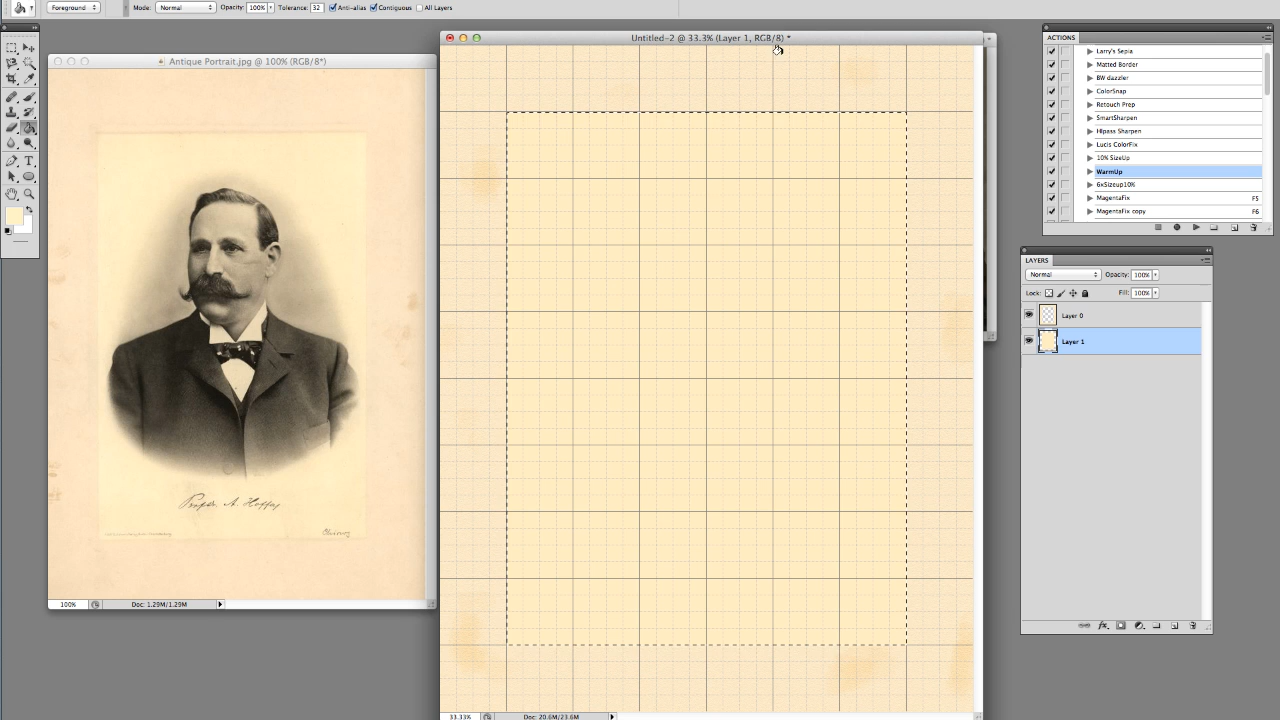 Foreground
Mode: Normal
Opacity: 100%
Tolerance: 32
Anti-alias
Contiguous
All Layers
Antique Portrait.jpg @ 100% (RGB/8*)
100%
Doc: 1.29M/1.29M
Untitled-2 @ 33.3% (Layer 1, RGB/8) *
33.33%
Doc: 20.6M/23.6M
ACTIONS
Larry's Sepia
Matted Border
BW dazzler
ColorSnap
Retouch Prep
SmartSharpen
HIpass Sharpen
Lucis ColorFix
10% SizeUp
WarmUp
6xSizeup10%
MagentaFix F5
MagentaFix copy F6
LAYERS
Normal
Opacity: 100%
Lock:
Fill: 100%
Layer 0
Layer 1